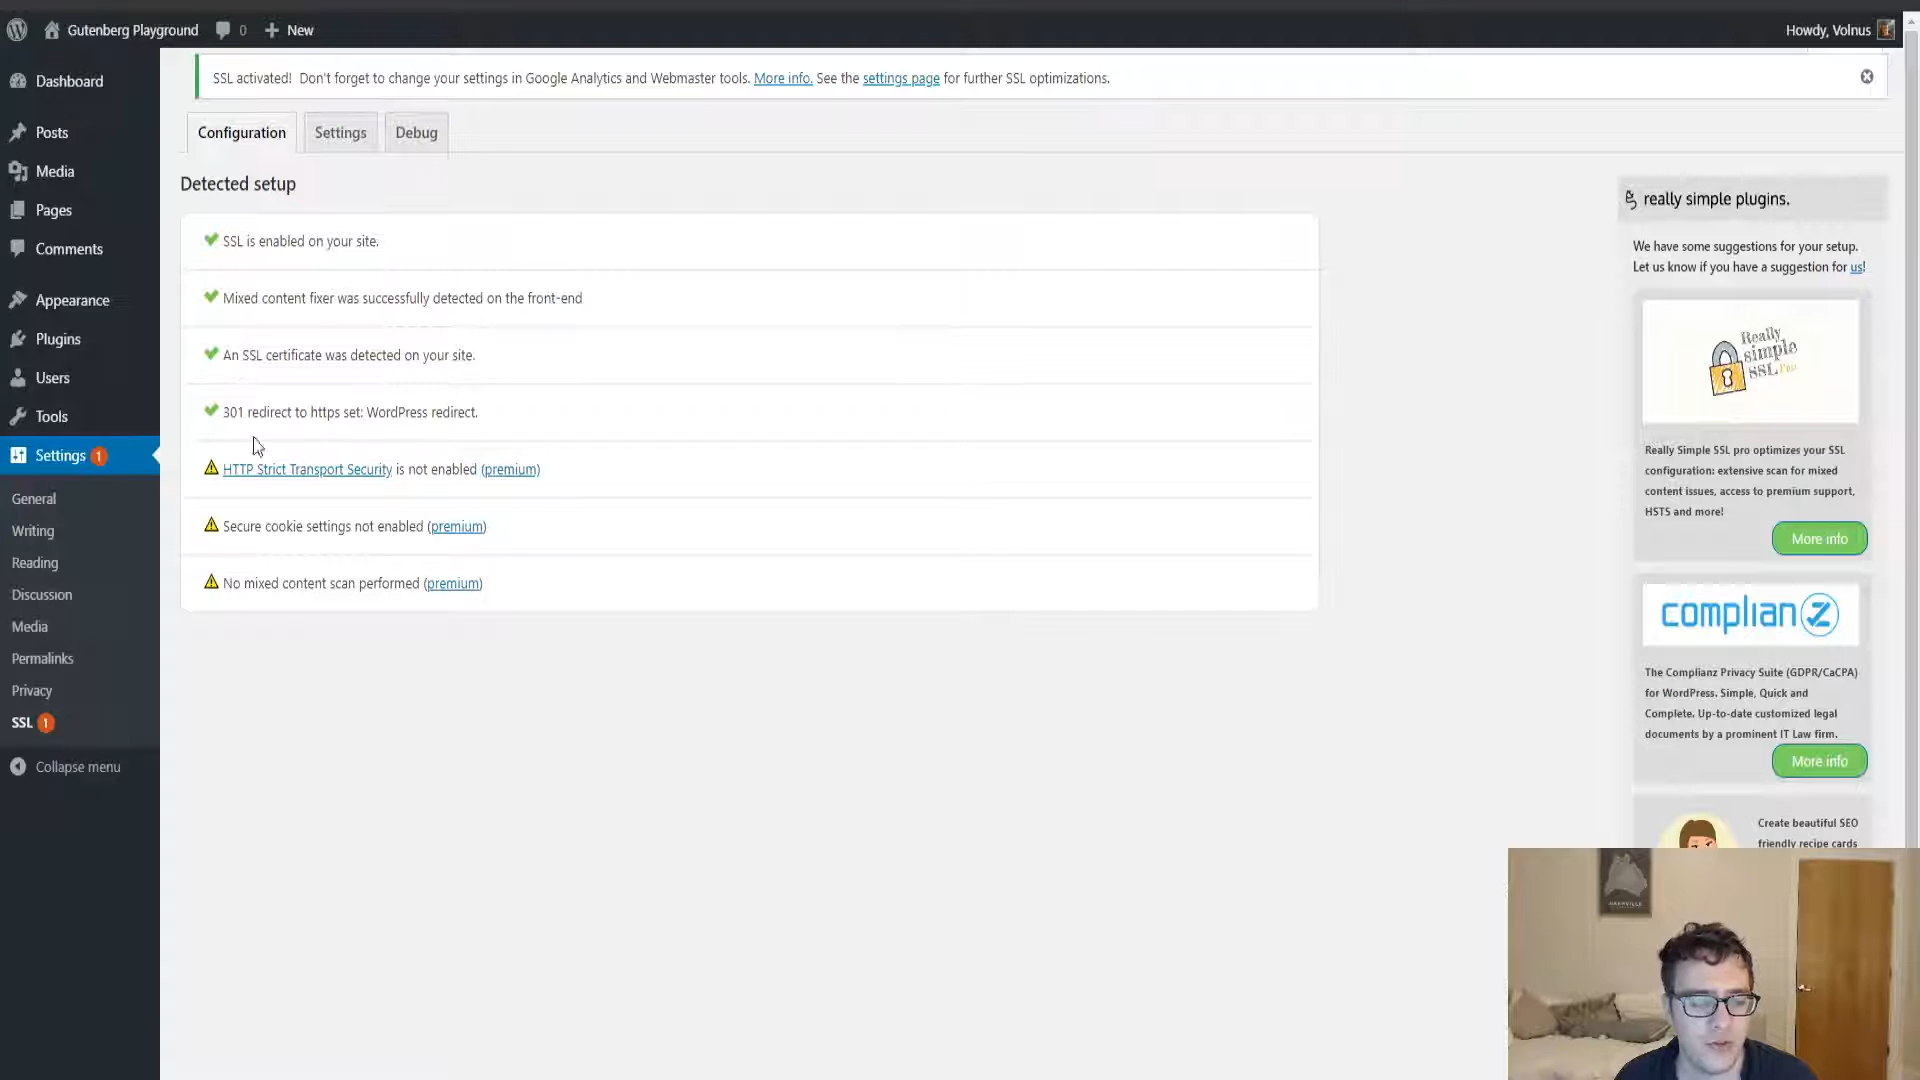 Gutenberg Playground
0
New
Howdy, Volnus
Dashboard
Posts
Media
Pages
Comments
Appearance
Plugins
Users
Tools
Settings 1
General
Writing
Reading
Discussion
Media
Permalinks
Privacy
SSL 1
Collapse menu
SSL activated! Don't forget to change your settings in Google Analytics and Webmaster tools. More info. See the settings page for further SSL optimizations.
Configuration
Settings
Debug
Detected setup
SSL is enabled on your site.
Mixed content fixer was successfully detected on the front-end
An SSL certificate was detected on your site.
301 redirect to https set: WordPress redirect.
HTTP Strict Transport Security is not enabled (premium)
Secure cookie settings not enabled (premium)
No mixed content scan performed (premium)
really simple plugins.
We have some suggestions for your setup.
Let us know if you have a suggestion for us!
Really
simple
SSL Pro
Really Simple SSL pro optimizes your SSL
configuration: extensive scan for mixed
content issues, access to premium support,
HSTS and more!
More info
complianz
The Complianz Privacy Suite (GDPR/CaCPA)
for WordPress. Simple, Quick and
Complete. Up-to-date customized legal
documents by a prominent IT Law firm.
More info
Create beautiful SEO
friendly recipe cards
NASHVILLE